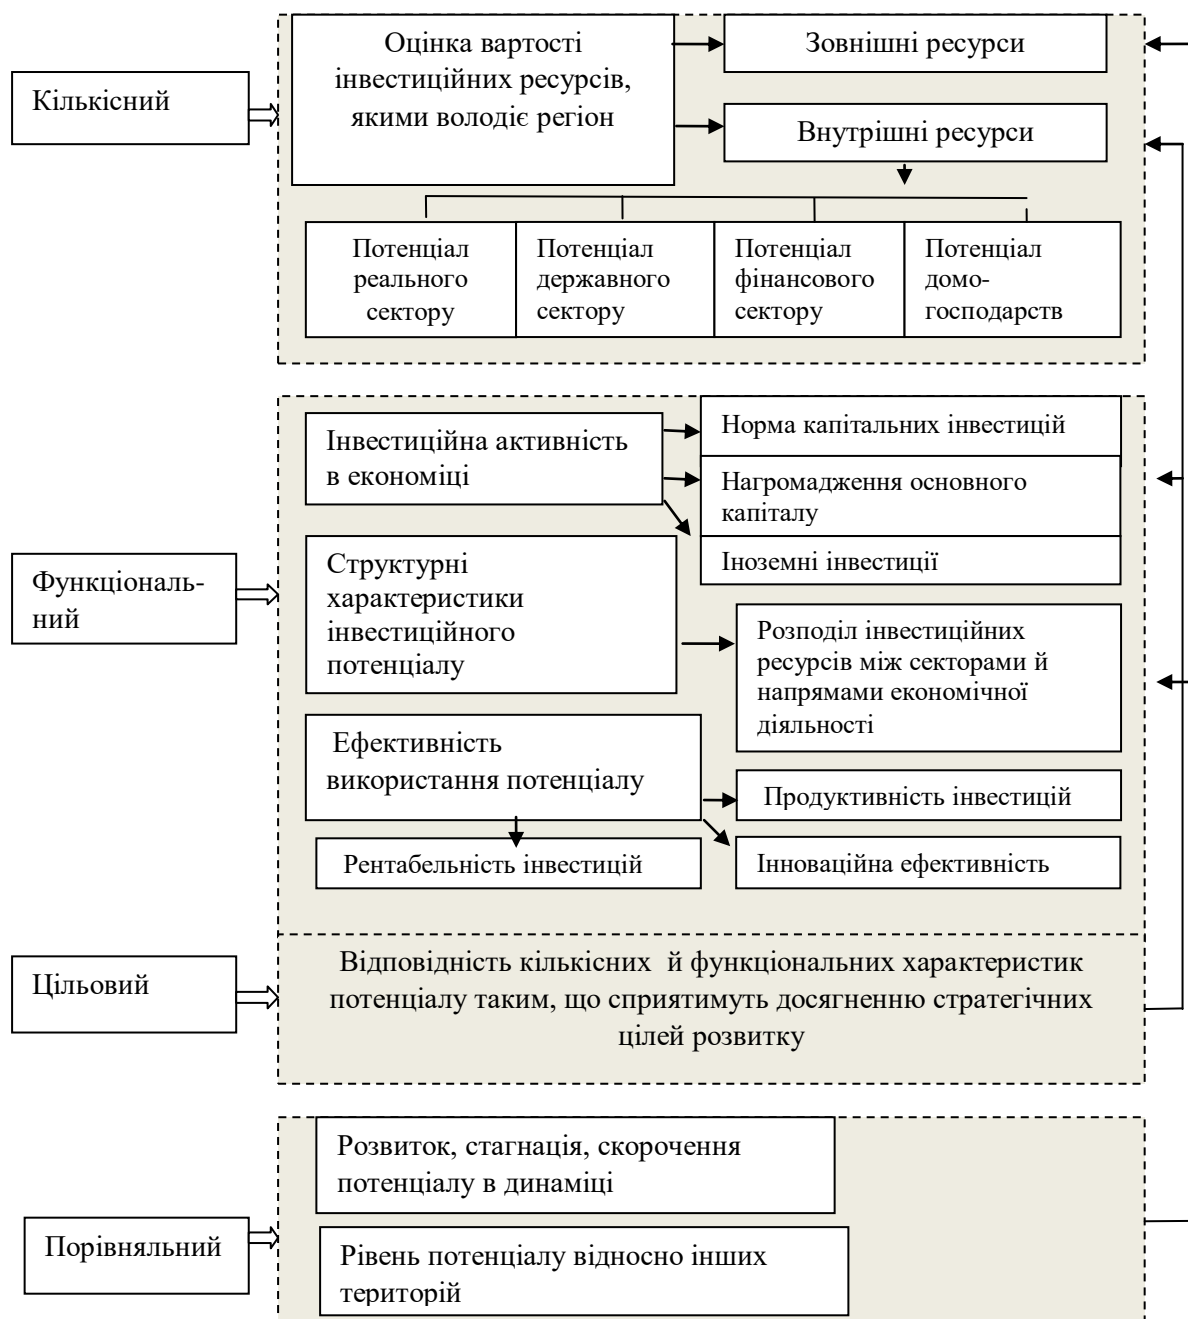 Кількісний
Оцінка вартості
інвестиційних ресурсів,
якими володіє регіон
Зовнішні ресурси
Внутрішні ресурси
Потенціал
реального
сектору
Потенціал
державного
сектору
Потенціал
фінансового
сектору
Потенціал
домо-
господарств
Функціональ-
ний
Інвестиційна активність
в економіці
Норма капітальних інвестицій
Нагромадження основного
капіталу
Іноземні інвестиції
Структурні
характеристики
інвестиційного
потенціалу
Розподіл інвестиційних
ресурсів між секторами й
напрямами економічної
діяльності
Ефективність
використання потенціалу
Продуктивність інвестицій
Рентабельність інвестицій
Інноваційна ефективність
Цільовий
Відповідність кількісних й функціональних характеристик
потенціалу таким, що сприятимуть досягненню стратегічних
цілей розвитку
Порівняльний
Розвиток, стагнація, скорочення
потенціалу в динаміці
Рівень потенціалу відносно інших
територій